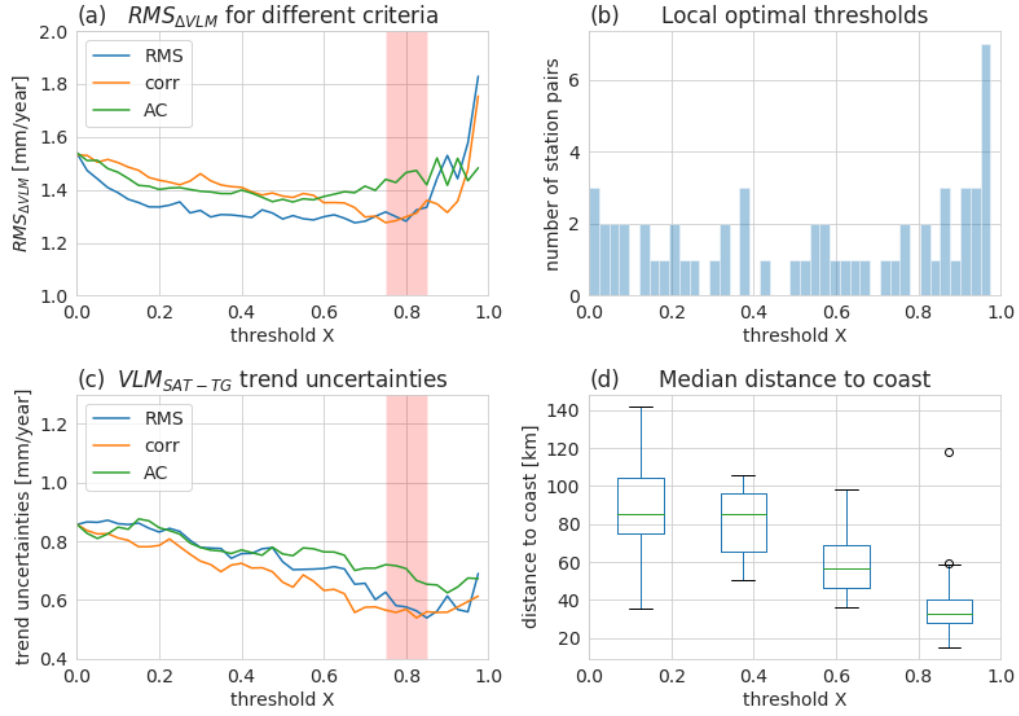 (a) RMS_ΔVLM for different criteria
RMS_ΔVLM [mm/year]
2.0
1.8
1.6
1.4
1.2
1.0
RMS
corr
AC
0.0 0.2 0.4 0.6 0.8 1.0
threshold X
(b) Local optimal thresholds
number of station pairs
6
4
2
0
0.0 0.2 0.4 0.6 0.8 1.0
threshold X
(c) VLM_SAT−TG trend uncertainties
trend uncertainties [mm/year]
1.2
1.0
0.8
0.6
0.4
RMS
corr
AC
0.0 0.2 0.4 0.6 0.8 1.0
threshold X
(d) Median distance to coast
distance to coast [km]
140
120
100
80
60
40
20
0.0 0.2 0.4 0.6 0.8 1.0
threshold X